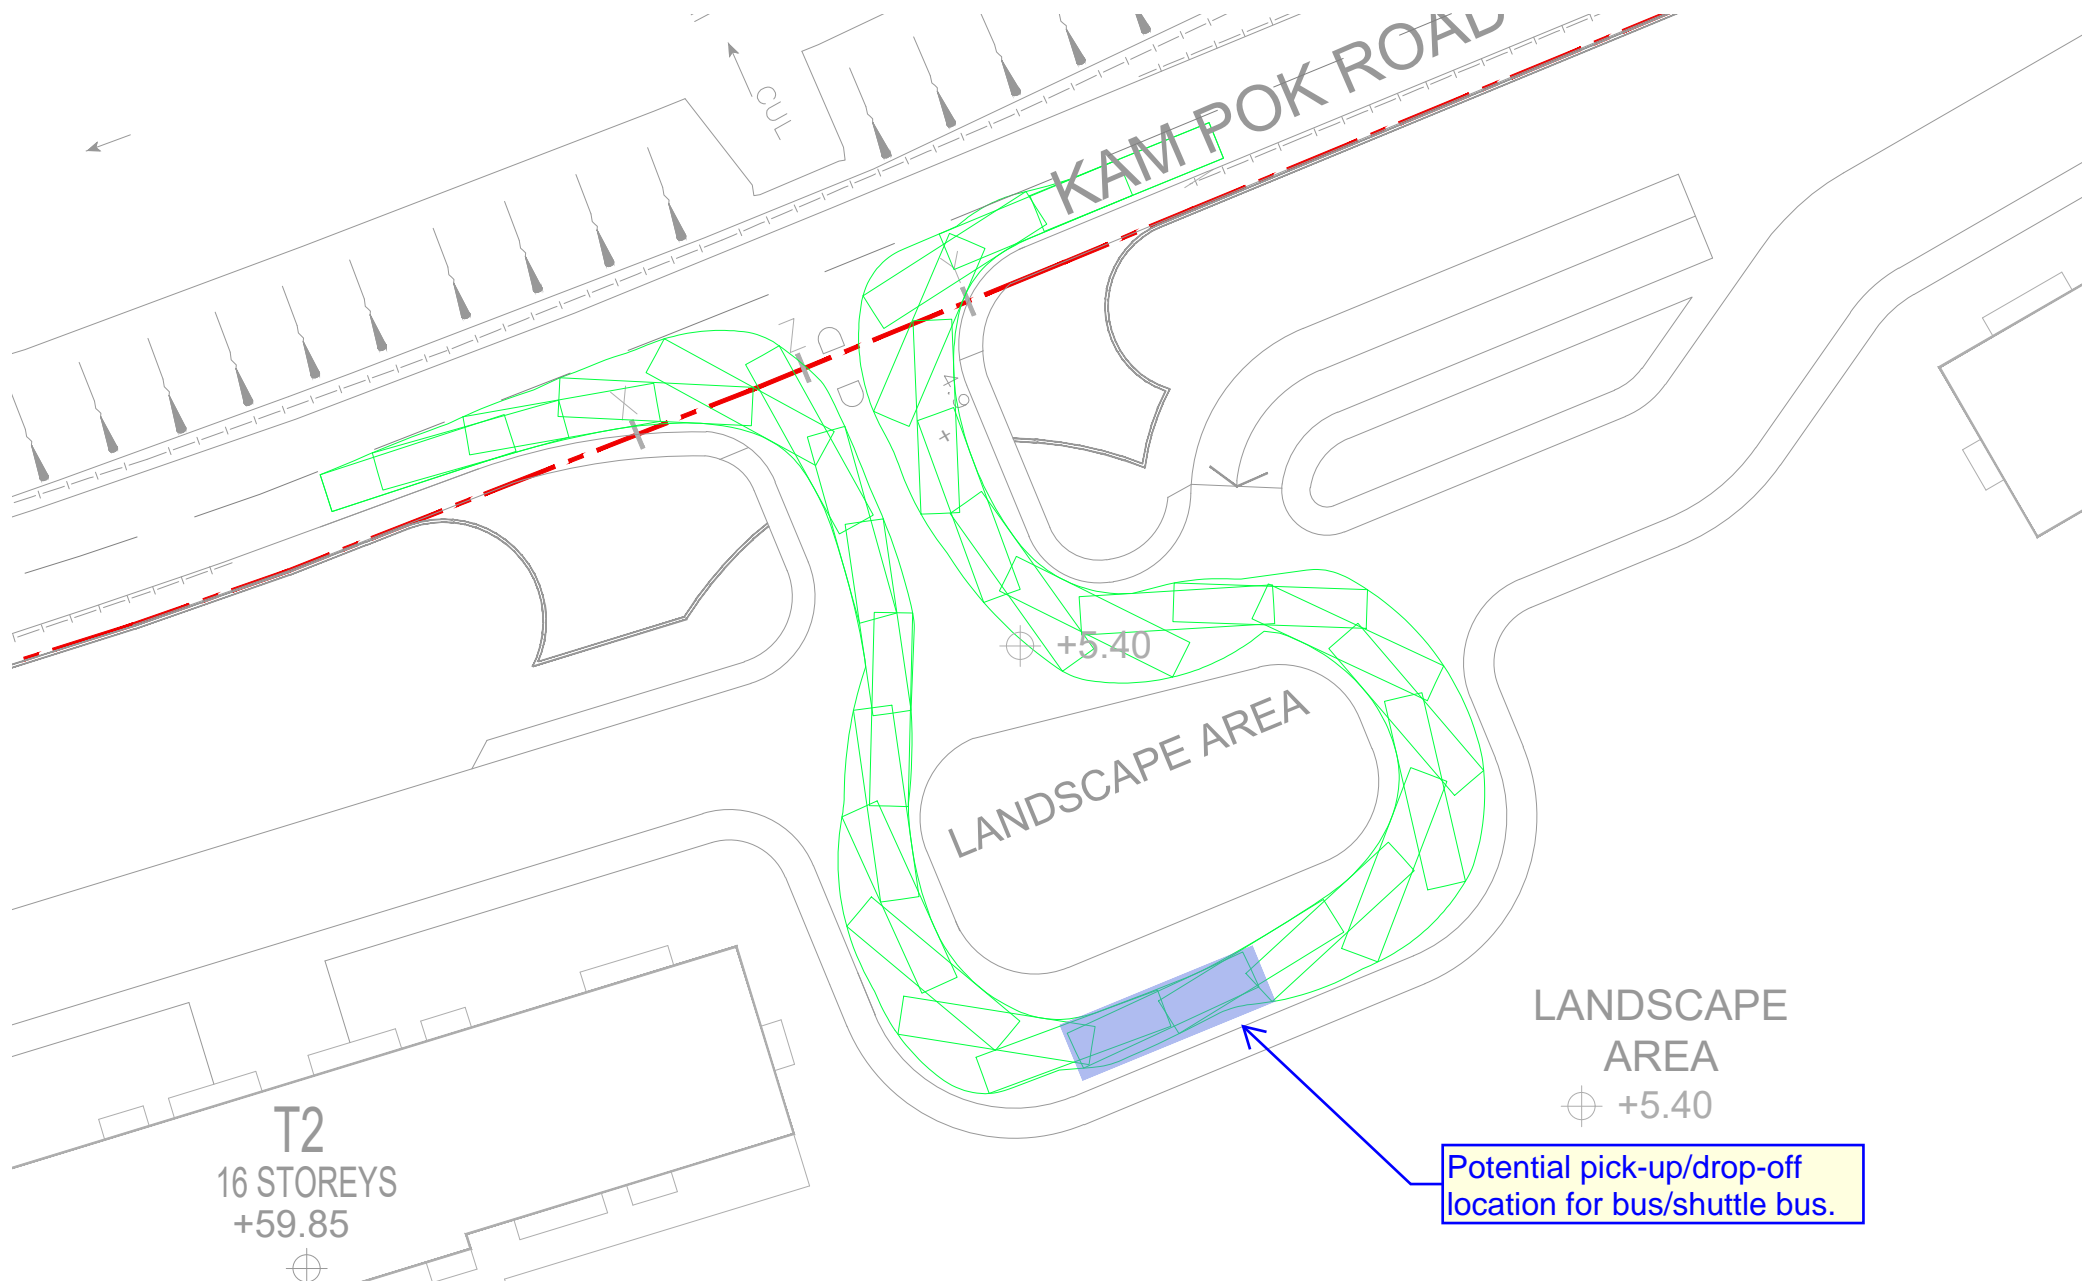 CUL
KAM POK ROAD
+5.40
LANDSCAPE AREA
LANDSCAPE
AREA
+5.40
T2
16 STOREYS
+59.85
Potential pick-up/drop-off
location for bus/shuttle bus.